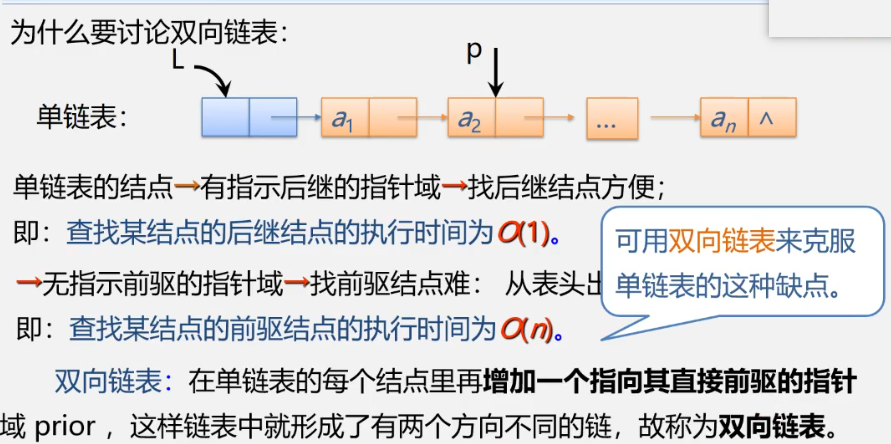 为什么要讨论双向链表：
L
p
单链表：
a1 a2 ... an ∧
单链表的结点→有指示后继的指针域→找后继结点方便；
即：查找某结点的后继结点的执行时间为O(1)。
→无指示前驱的指针域→找前驱结点难： 从表头出
即：查找某结点的前驱结点的执行时间为O(n)。
可用双向链表来克服
单链表的这种缺点。
双向链表：在单链表的每个结点里再增加一个指向其直接前驱的指针
域 prior ，这样链表中就形成了有两个方向不同的链，故称为双向链表。